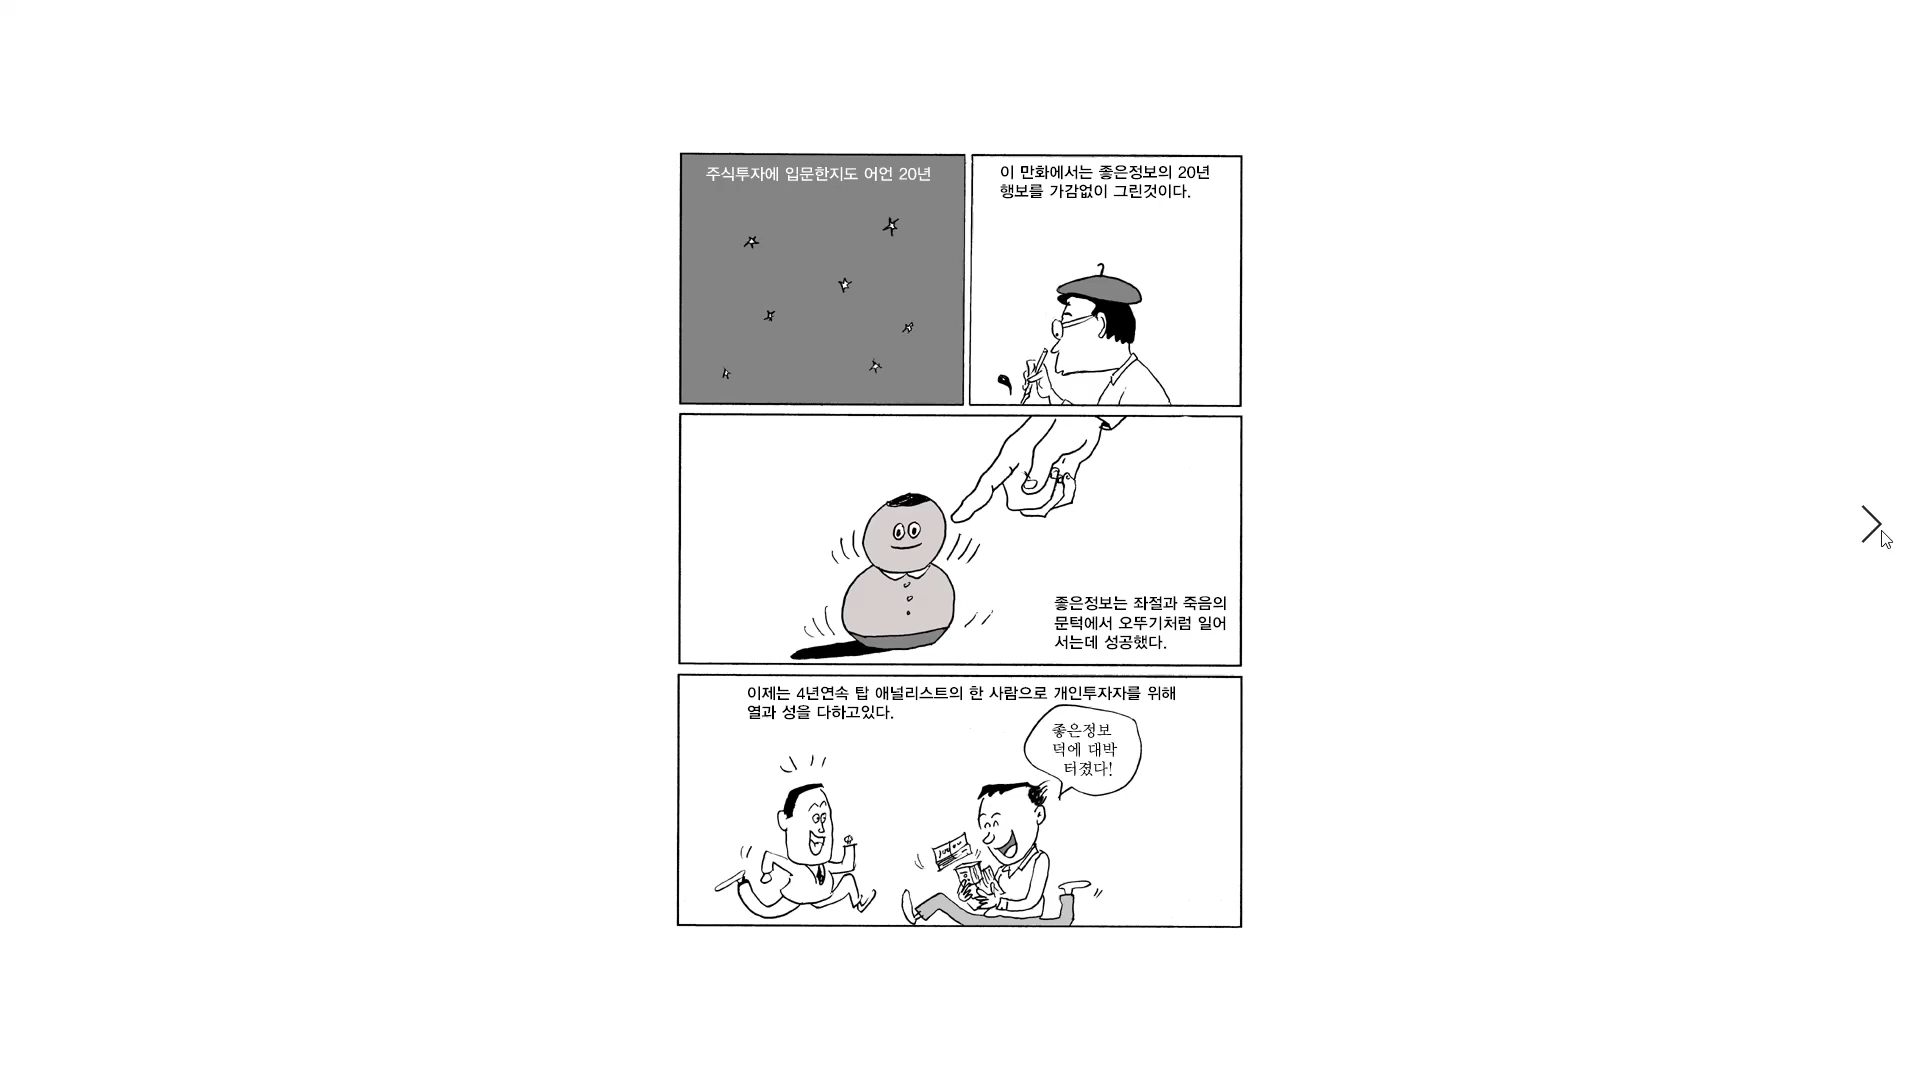 주식투자에 입문한지도 어언 20년
이 만화에서는 좋은정보의 20년
행보를 가감없이 그린것이다.
좋은정보는 좌절과 죽음의
문턱에서 오뚜기처럼 일어
서는데 성공했다.
이제는 4년연속 탑 애널리스트의 한 사람으로 개인투자자를 위해
열과 성을 다하고있다.
좋은정보
덕에 대박
터졌다!